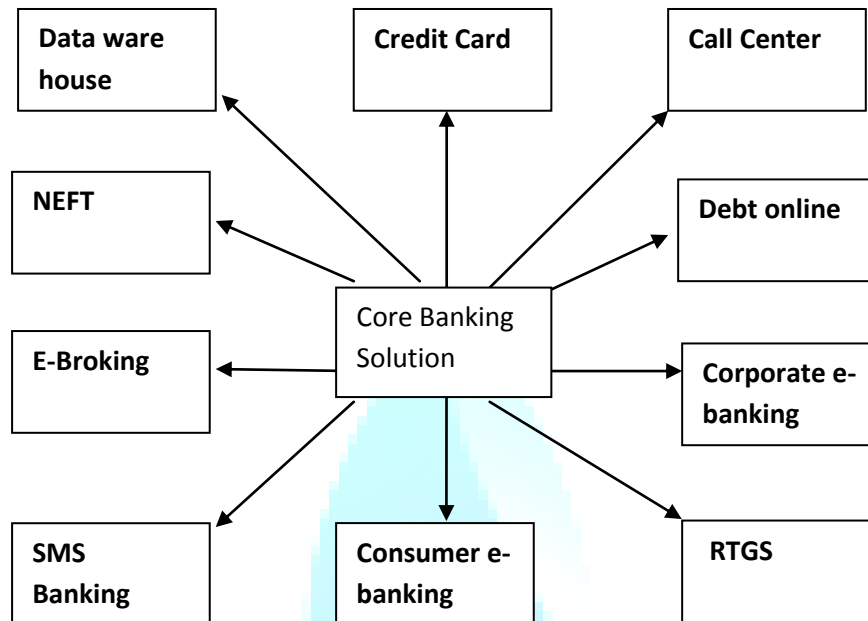 Data ware
house
Credit Card
Call Center
NEFT
Debt online
Core Banking
Solution
E-Broking
Corporate e-
banking
SMS
Banking
Consumer e-
banking
RTGS